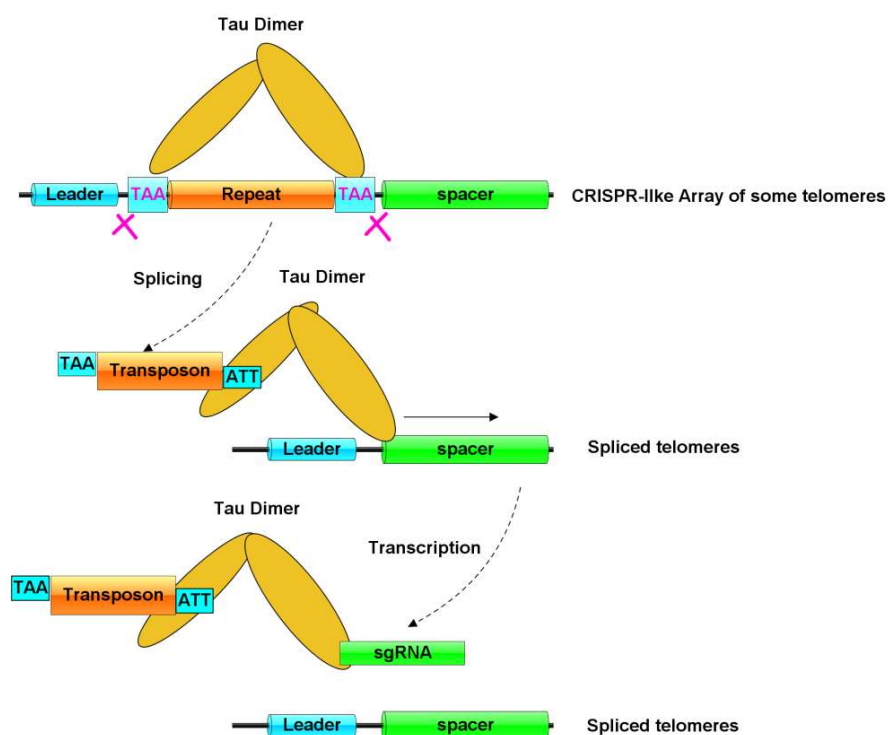 Tau Dimer
Leader TAA Repeat TAA spacer CRISPR-lIke Array of some telomeres
Splicing
Tau Dimer
TAA Transposon ATT
Leader spacer Spliced telomeres
Tau Dimer
Transcription
TAA Transposon ATT
sgRNA
Leader spacer Spliced telomeres